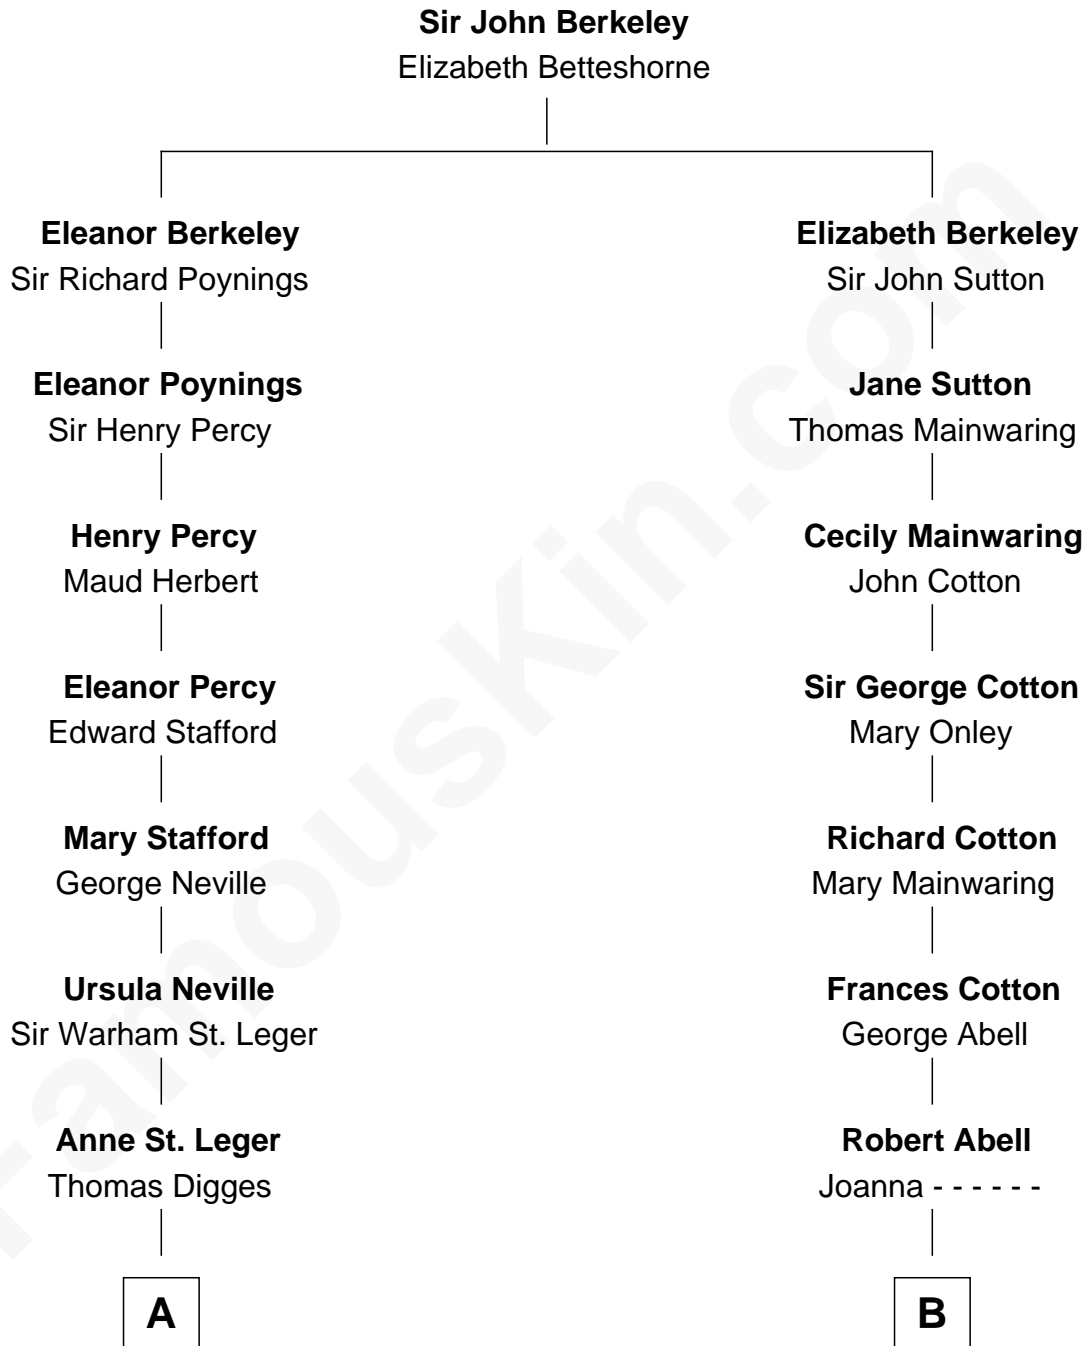 Sir John Berkeley
Elizabeth Betteshorne
Eleanor Berkeley
Sir Richard Poynings
Elizabeth Berkeley
Sir John Sutton
Eleanor Poynings
Sir Henry Percy
Jane Sutton
Thomas Mainwaring
Henry Percy
Maud Herbert
Cecily Mainwaring
John Cotton
Eleanor Percy
Edward Stafford
Sir George Cotton
Mary Onley
Mary Stafford
George Neville
Richard Cotton
Mary Mainwaring
Ursula Neville
Sir Warham St. Leger
Frances Cotton
George Abell
Anne St. Leger
Thomas Digges
Robert Abell
Joanna - - - - - -
A
B
FamousKin.com